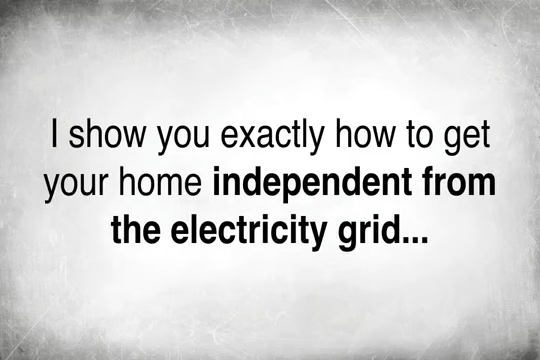 I show you exactly how to get
your home independent from
the electricity grid...